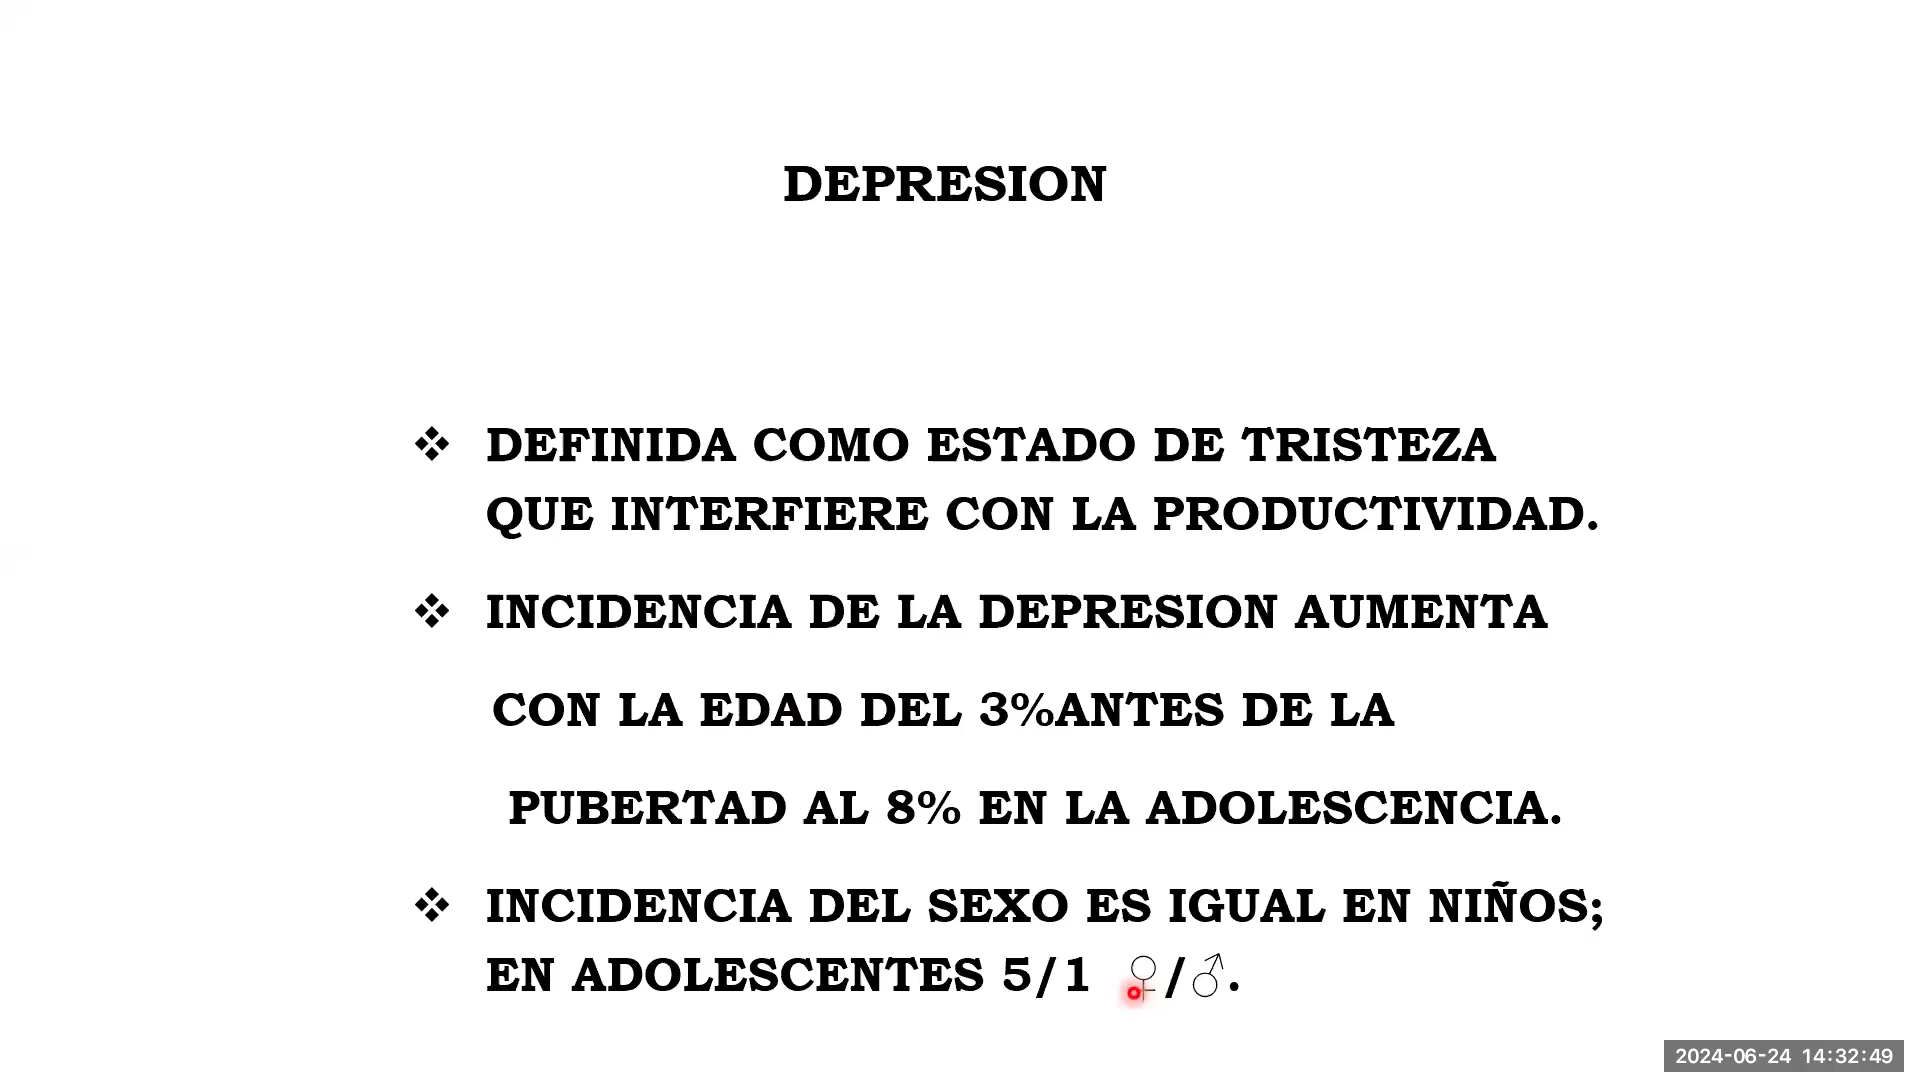 DEPRESION
❖ DEFINIDA COMO ESTADO DE TRISTEZA
QUE INTERFIERE CON LA PRODUCTIVIDAD.
❖ INCIDENCIA DE LA DEPRESION AUMENTA
CON LA EDAD DEL 3%ANTES DE LA
PUBERTAD AL 8% EN LA ADOLESCENCIA.
❖ INCIDENCIA DEL SEXO ES IGUAL EN NIÑOS;
EN ADOLESCENTES 5/1 ♀/♂.
2024-06-24 14:32:49